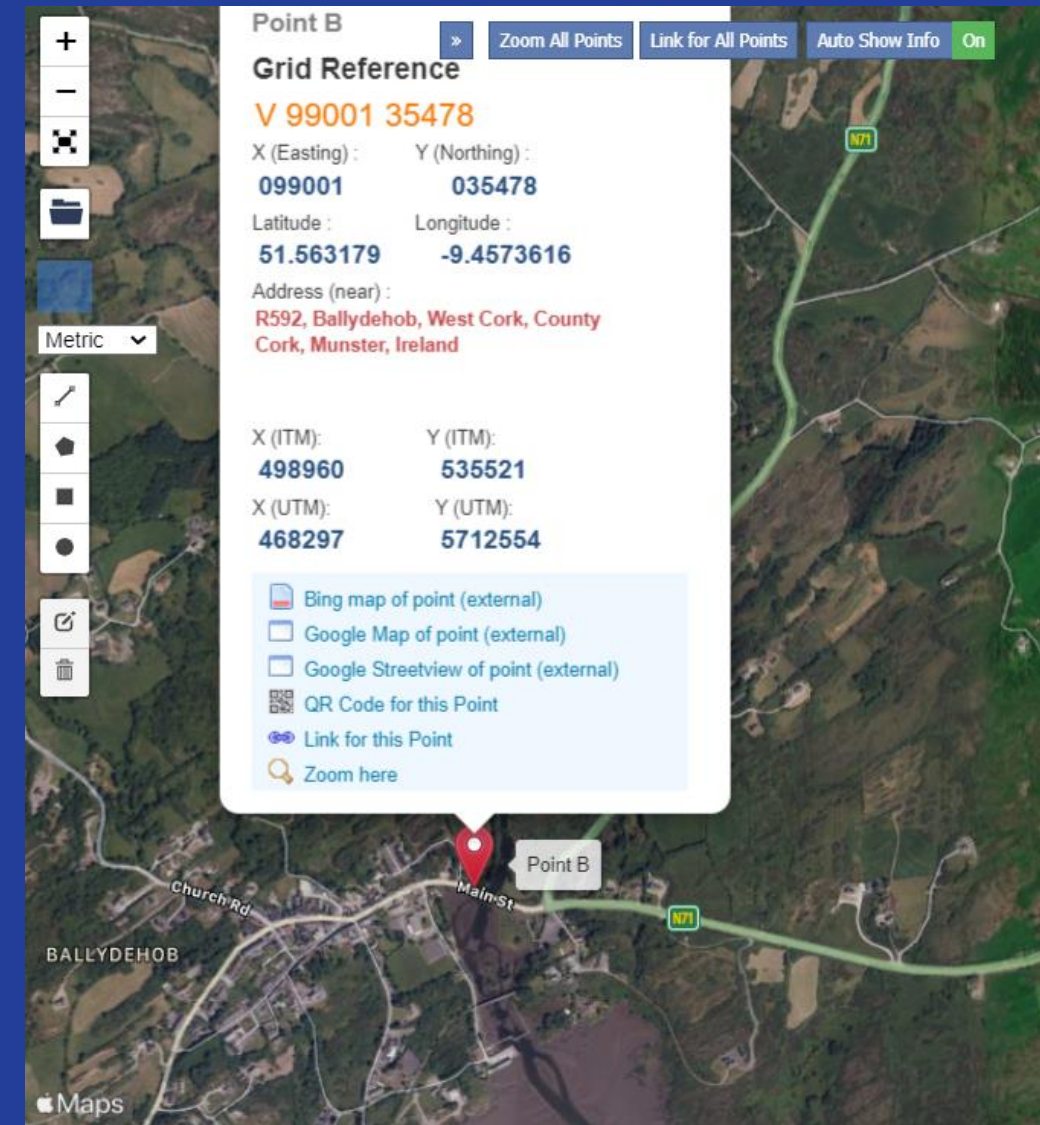 Point B
» Zoom All Points Link for All Points Auto Show Info On
Grid Reference
V 99001 35478
X (Easting) : Y (Northing) :
099001 035478
Latitude : Longitude :
51.563179 -9.4573616
Address (near) :
R592, Ballydehob, West Cork, County
Cork, Munster, Ireland
X (ITM): Y (ITM):
498960 535521
X (UTM): Y (UTM):
468297 5712554
Bing map of point (external)
Google Map of point (external)
Google Streetview of point (external)
QR Code for this Point
Link for this Point
Zoom here
+
−
Metric
N71
Point B
Church Rd
Main St
N71
BALLYDEHOB
Maps